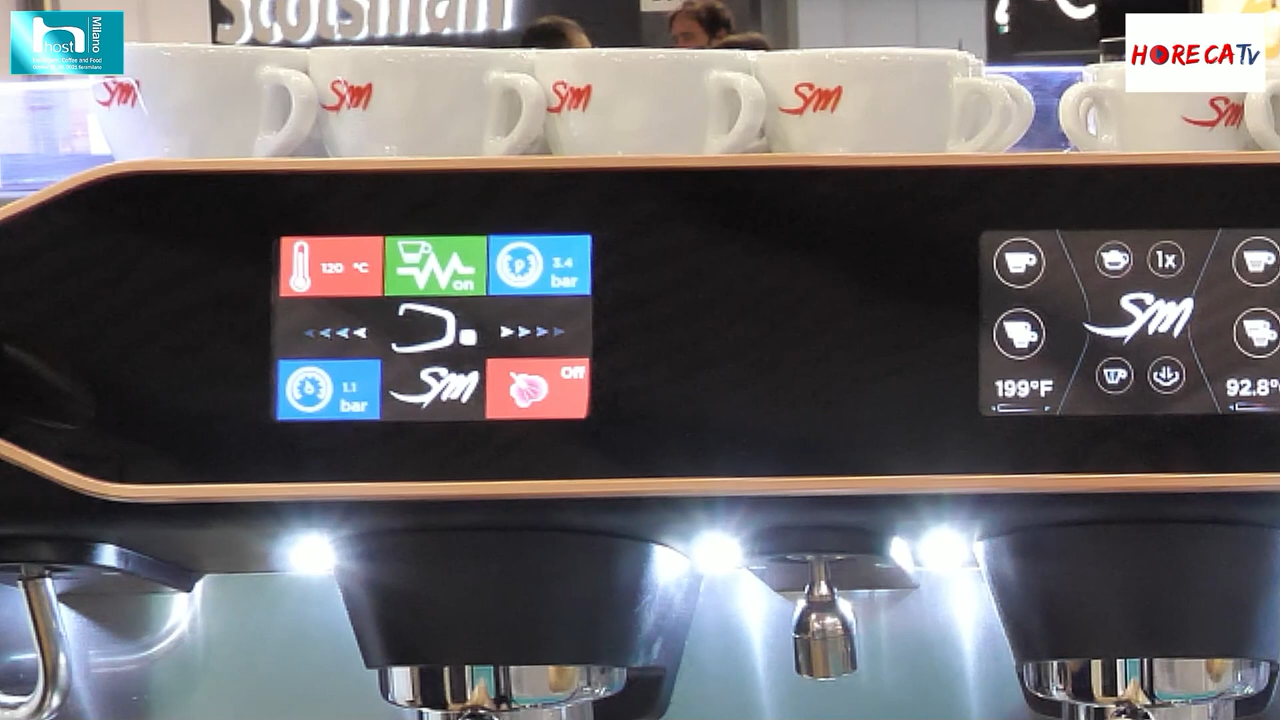 Scotsman
host
Milano
HORECATV
Sm
Sm
Sm
Sm
Sm
120 °C
on
3.4
bar
P
1.1
bar
Sm
Off
1x
Sm
199°F
92.8°